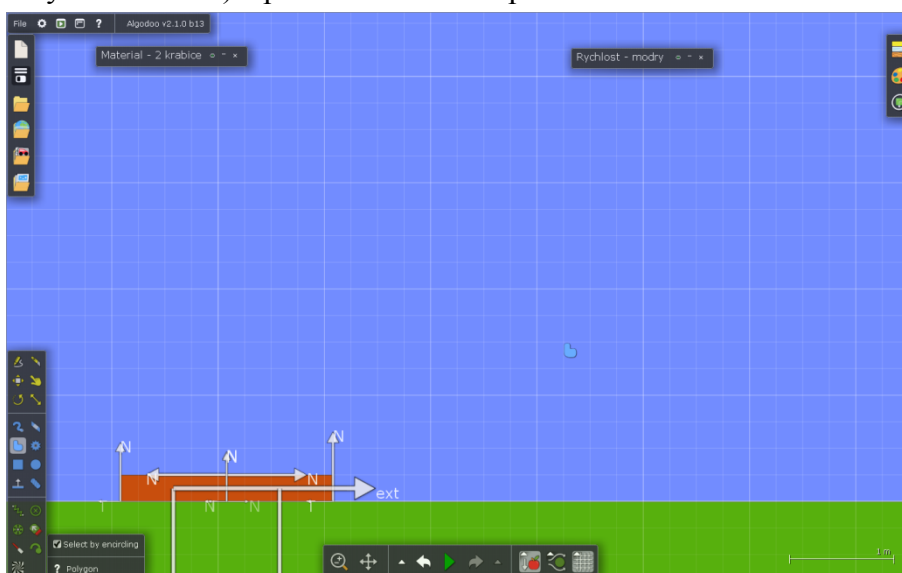 File ? Algodoo v2.1.0 b13
Material - 2 krabice
Rychlost - modry
N
N
N
N
N
ext
T
N
N
T
Select by encircling
? Polygon
1 m